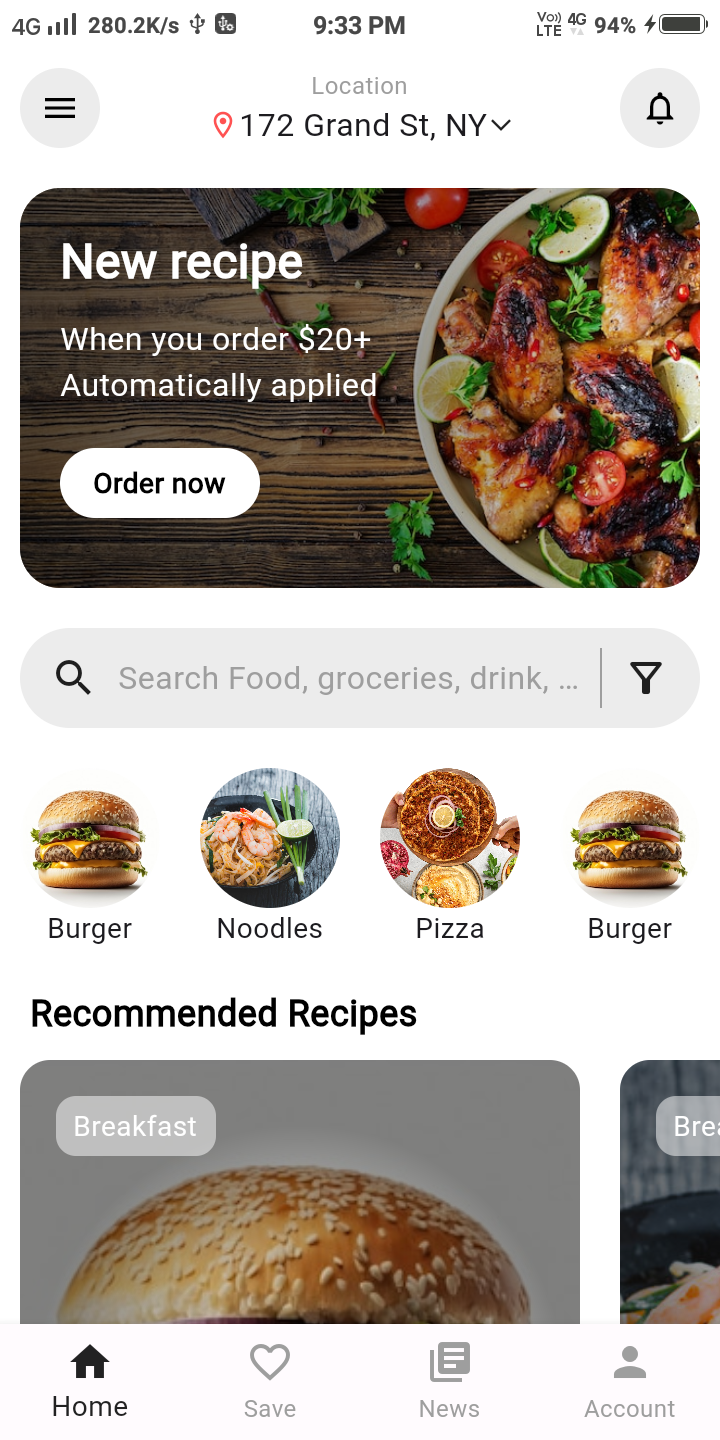 4G 280.2K/s 9:33 PM Vo)) LTE 4G 94%
Location
172 Grand St, NY
New recipe
When you order $20+
Automatically applied
Order now
Search Food, groceries, drink, ...
Burger Noodles Pizza Burger
Recommended Recipes
Breakfast Brea
Home Save News Account